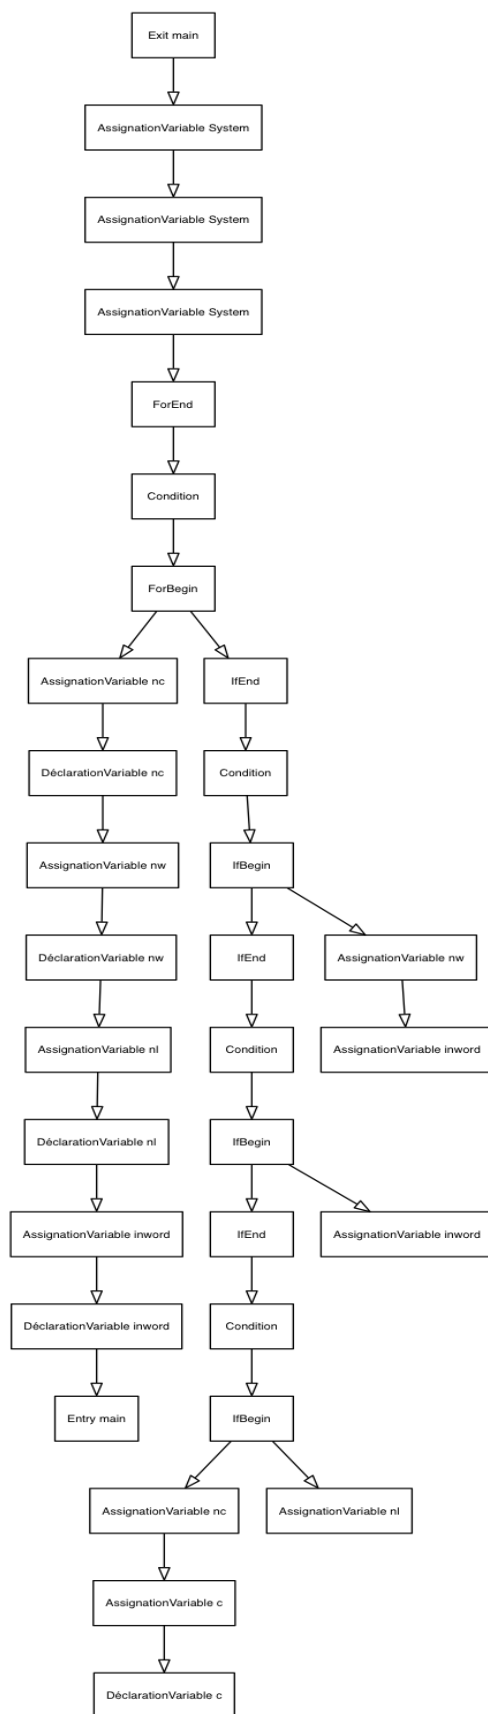 Exit main
AssignationVariable System
AssignationVariable System
AssignationVariable System
ForEnd
Condition
ForBegin
AssignationVariable nc
IfEnd
DéclarationVariable nc
Condition
AssignationVariable nw
IfBegin
DéclarationVariable nw
IfEnd
AssignationVariable nw
AssignationVariable nl
Condition
AssignationVariable inword
DéclarationVariable nl
IfBegin
AssignationVariable inword
IfEnd
AssignationVariable inword
DéclarationVariable inword
Condition
Entry main
IfBegin
AssignationVariable nc
AssignationVariable nl
AssignationVariable c
DéclarationVariable c